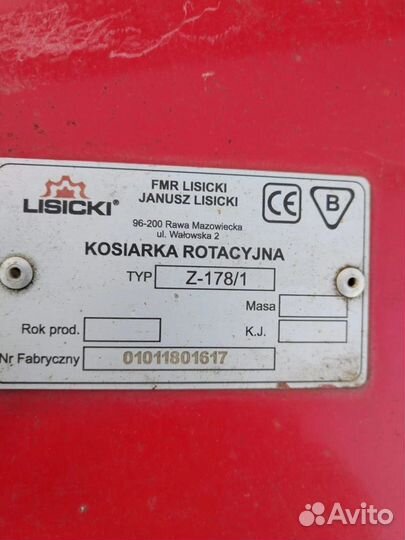 LISICKI®
FMR LISICKI
JANUSZ LISICKI
CE
B
96-200 Rawa Mazowiecka
ul. Wałowska 2
KOSIARKA ROTACYJNA
TYP Z-178/1
Masa
Rok prod.
K.J.
Nr Fabryczny 01011801617
Avito